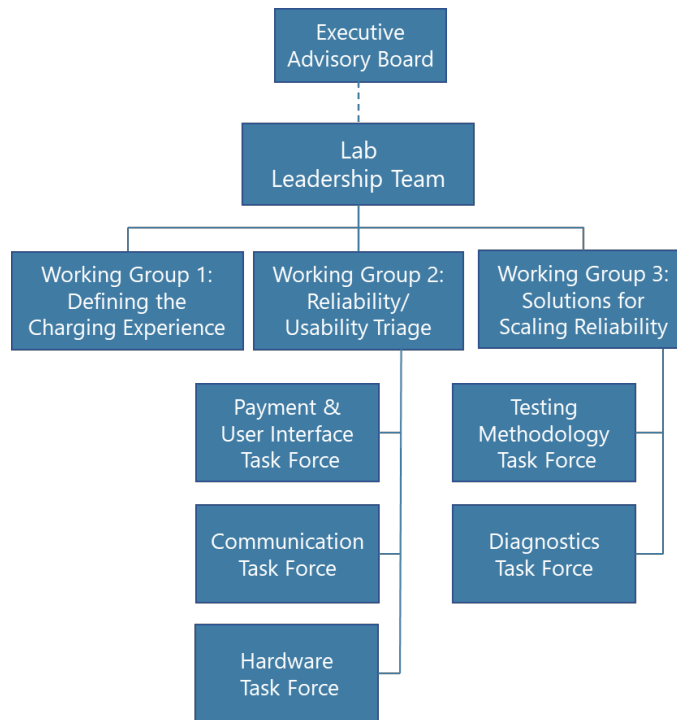 Executive
Advisory Board
Lab
Leadership Team
Working Group 1:
Defining the
Charging Experience
Working Group 2:
Reliability/
Usability Triage
Working Group 3:
Solutions for
Scaling Reliability
Payment &
User Interface
Task Force
Testing
Methodology
Task Force
Communication
Task Force
Diagnostics
Task Force
Hardware
Task Force